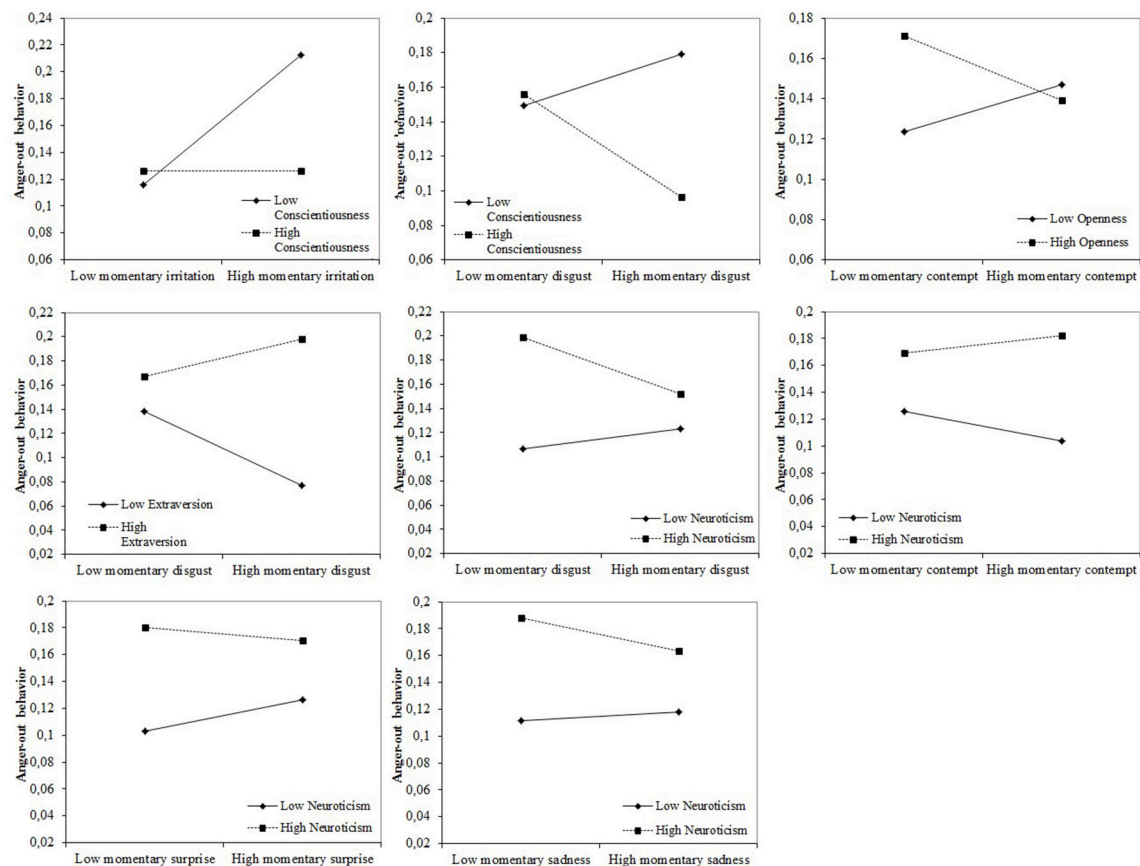 Anger-out behavior
0,24
0,22
0,2
0,18
0,16
0,14
0,12
0,1
0,08
0,06
Low
Conscientiousness
High
Conscientiousness
Low momentary irritation
High momentary irritation
Anger-out behavior
0,2
0,18
0,16
0,14
0,12
0,1
0,08
0,06
Low
Conscientiousness
High
Conscientiousness
Low momentary disgust
High momentary disgust
Anger-out behavior
0,18
0,16
0,14
0,12
0,1
0,08
0,06
Low Openness
High Openness
Low momentary contempt
High momentary contempt
Anger-out behavior
0,22
0,2
0,18
0,16
0,14
0,12
0,1
0,08
0,06
0,04
0,02
Low Extraversion
High
Extraversion
Low momentary disgust
High momentary disgust
Anger-out behavior
0,22
0,2
0,18
0,16
0,14
0,12
0,1
0,08
0,06
0,04
0,02
Low Neuroticism
High Neuroticism
Low momentary disgust
High momentary disgust
Anger-out behavior
0,2
0,18
0,16
0,14
0,12
0,1
0,08
0,06
0,04
0,02
Low Neuroticism
High Neuroticism
Low momentary contempt
High momentary contempt
Anger-out behavior
0,2
0,18
0,16
0,14
0,12
0,1
0,08
0,06
0,04
0,02
Low Neuroticism
High Neuroticism
Low momentary surprise
High momentary surprise
Anger-out behavior
0,2
0,18
0,16
0,14
0,12
0,1
0,08
0,06
0,04
0,02
Low Neuroticism
High Neuroticism
Low momentary sadness
High momentary sadness